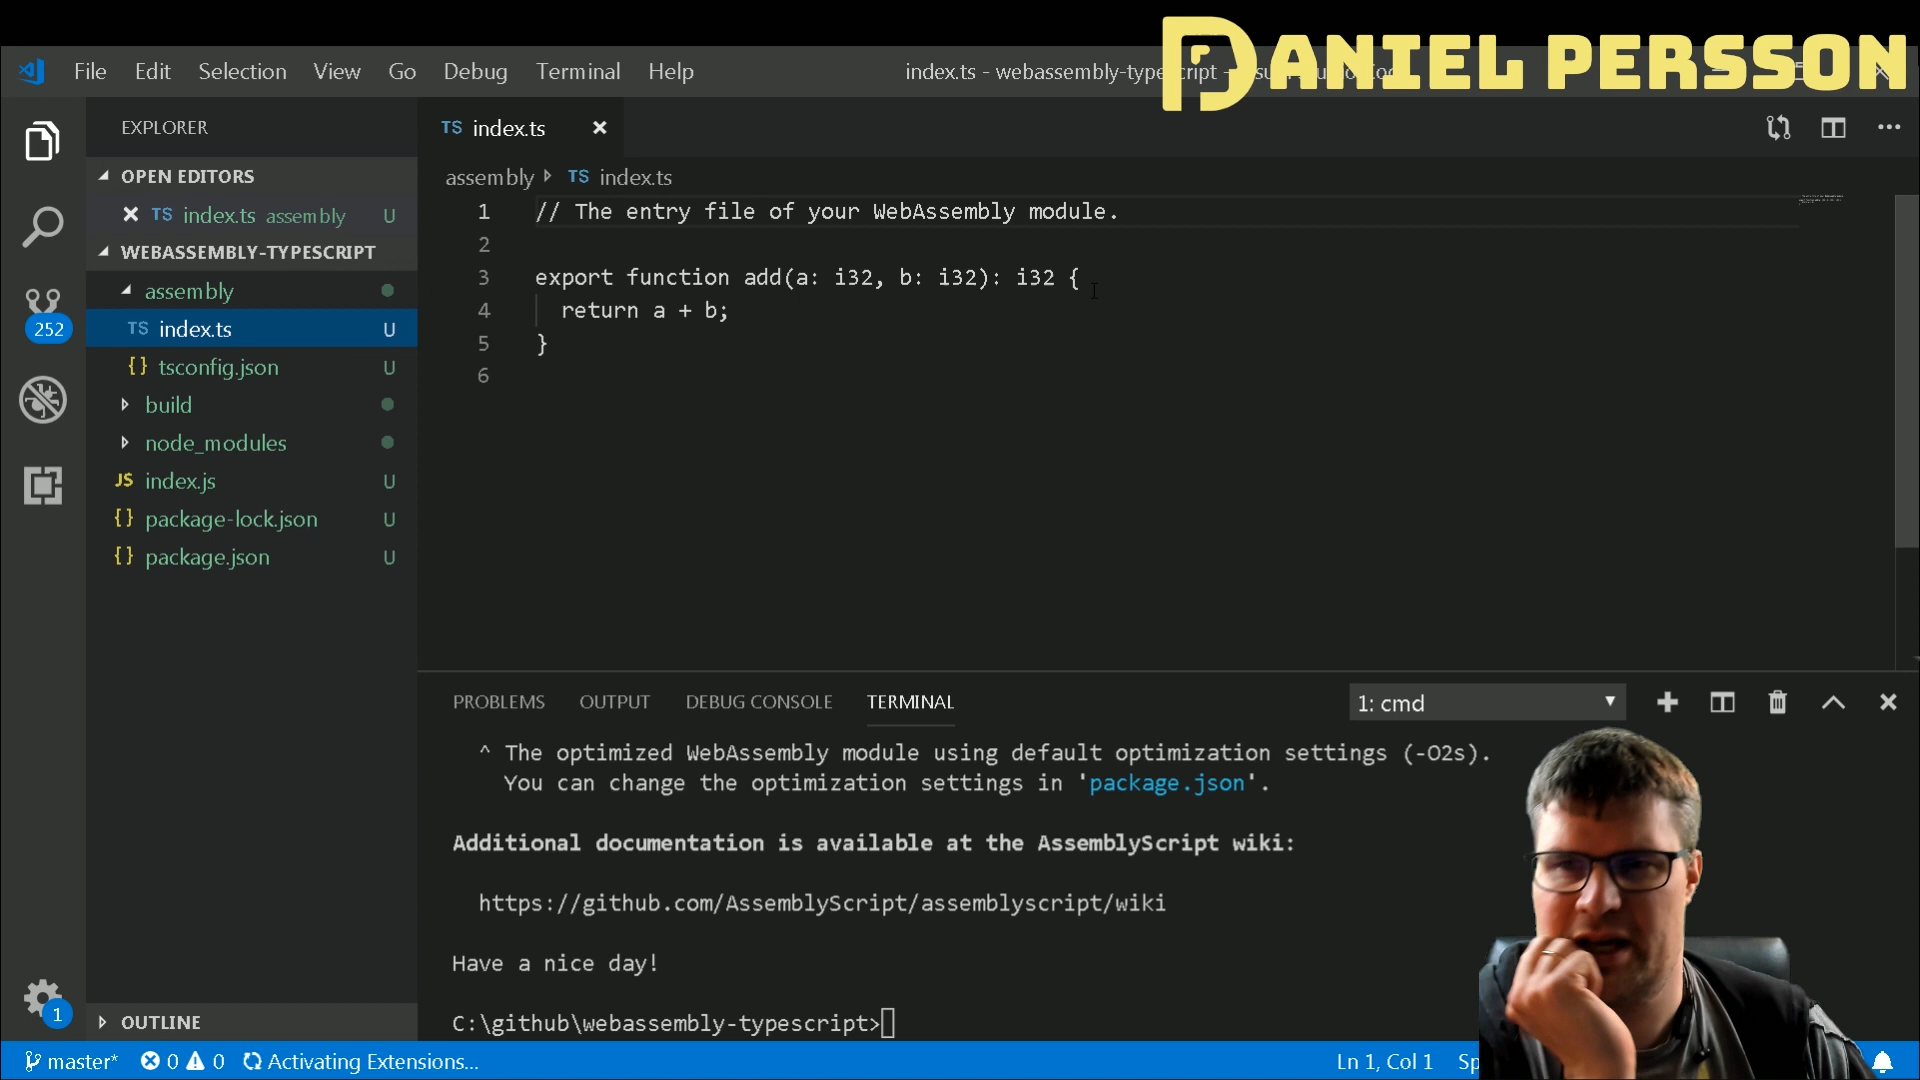 DANIEL PERSSON
File Edit Selection View Go Debug Terminal Help
index.ts - webassembly-typescript -
EXPLORER
OPEN EDITORS
TS index.ts assembly U
WEBASSEMBLY-TYPESCRIPT
assembly
TS index.ts U
{} tsconfig.json U
build
node_modules
JS index.js U
{} package-lock.json U
{} package.json U
OUTLINE
252
1
TS index.ts
assembly TS index.ts
1 // The entry file of your WebAssembly module.
2
3 export function add(a: i32, b: i32): i32 {
4 return a + b;
5 }
6
PROBLEMS OUTPUT DEBUG CONSOLE TERMINAL 1: cmd
^ The optimized WebAssembly module using default optimization settings (-O2s).
You can change the optimization settings in 'package.json'.
Additional documentation is available at the AssemblyScript wiki:
https://github.com/AssemblyScript/assemblyscript/wiki
Have a nice day!
C:\github\webassembly-typescript>
master* 0 0 Activating Extensions... Ln 1, Col 1